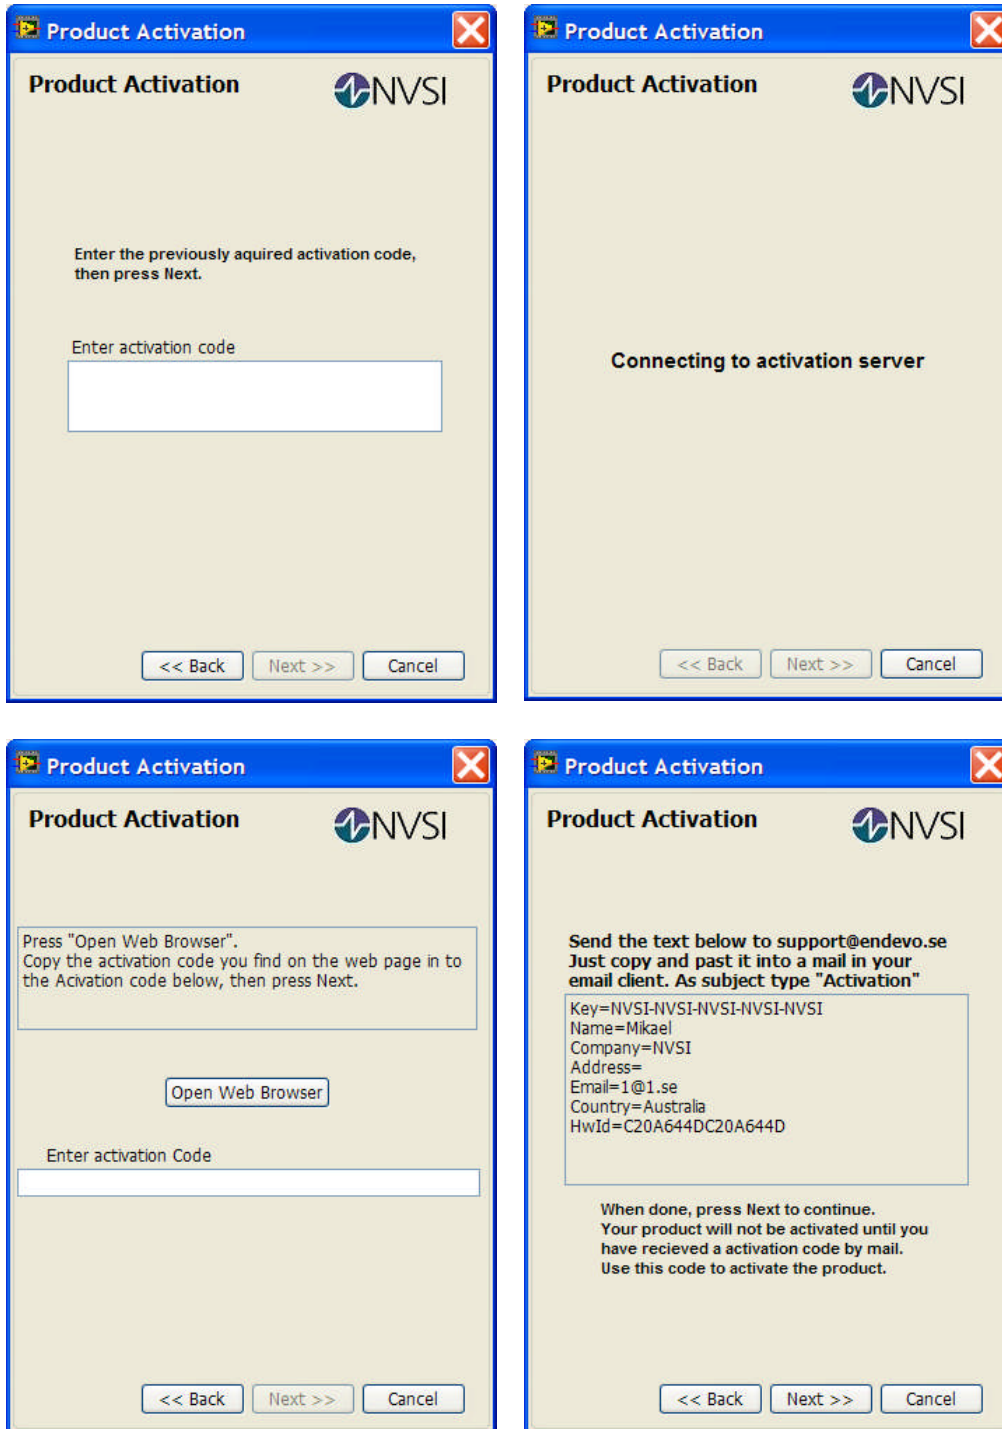 Product Activation
Product Activation
NVSI
Enter the previously aquired activation code,
then press Next.
Enter activation code
<< Back
Next >>
Cancel
Product Activation
Product Activation
NVSI
Connecting to activation server
<< Back
Next >>
Cancel
Product Activation
Product Activation
NVSI
Press "Open Web Browser".
Copy the activation code you find on the web page in to
the Acivation code below, then press Next.
Open Web Browser
Enter activation Code
<< Back
Next >>
Cancel
Product Activation
Product Activation
NVSI
Send the text below to support@endevo.se
Just copy and past it into a mail in your
email client. As subject type "Activation"
Key=NVSI-NVSI-NVSI-NVSI-NVSI
Name=Mikael
Company=NVSI
Address=
Email=1@1.se
Country=Australia
HwId=C20A644DC20A644D
When done, press Next to continue.
Your product will not be activated until you
have recieved a activation code by mail.
Use this code to activate the product.
<< Back
Next >>
Cancel